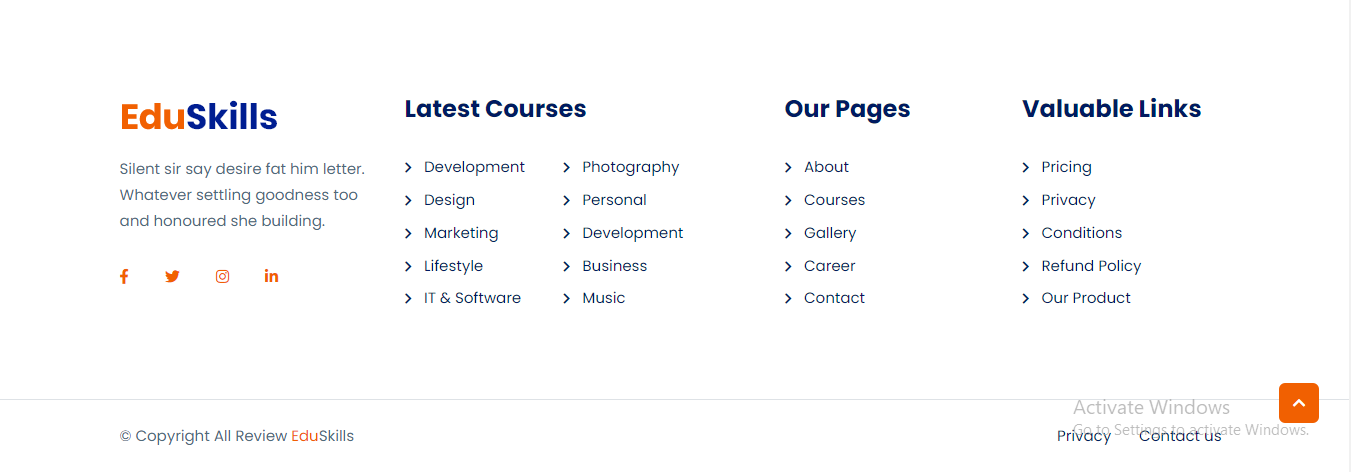 EduSkills
Silent sir say desire fat him letter.
Whatever settling goodness too
and honoured she building.
Latest Courses
Development
Design
Marketing
Lifestyle
IT & Software
Photography
Personal
Development
Business
Music
Our Pages
About
Courses
Gallery
Career
Contact
Valuable Links
Pricing
Privacy
Conditions
Refund Policy
Our Product
Activate Windows
Go to Settings to activate Windows.
© Copyright All Review EduSkills
Privacy
Contact us